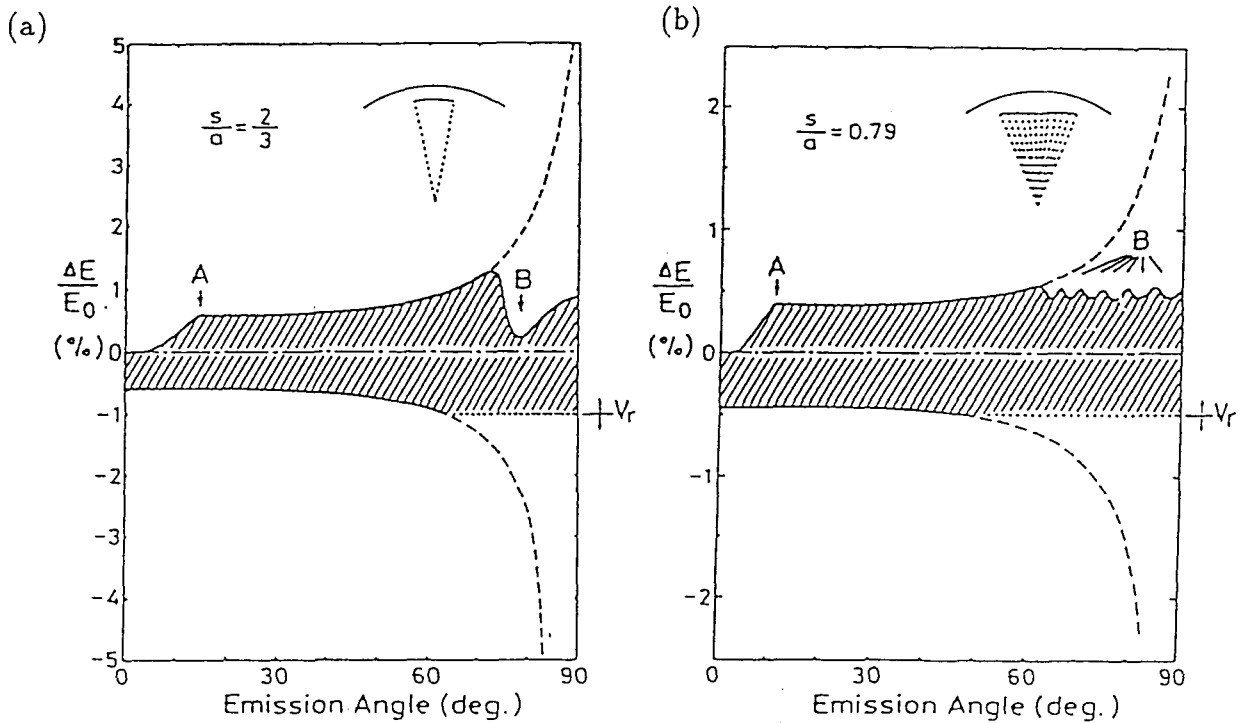 (a)
5
4
3
2
1
0
-1
-2
-3
-4
-5
ΔE
E₀
(%)
s/a = 2/3
A
B
Vr
0 30 60 90
Emission Angle (deg.)
(b)
2
1
0
-1
-2
ΔE
E₀
(%)
s/a = 0.79
A
B
Vr
0 30 60 90
Emission Angle (deg.)